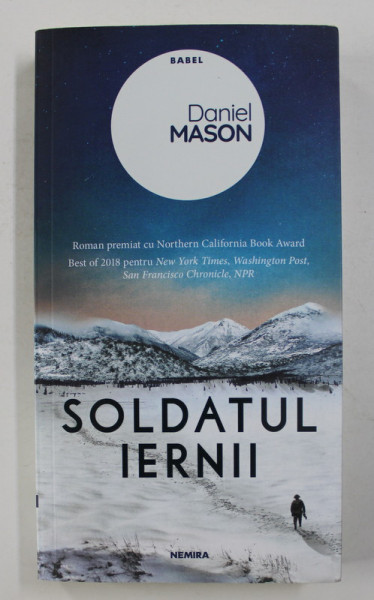 BABEL
Daniel
MASON
Roman premiat cu Northern California Book Award
Best of 2018 pentru New York Times, Washington Post,
San Francisco Chronicle, NPR
SOLDATUL
IERNII
NEMIRA